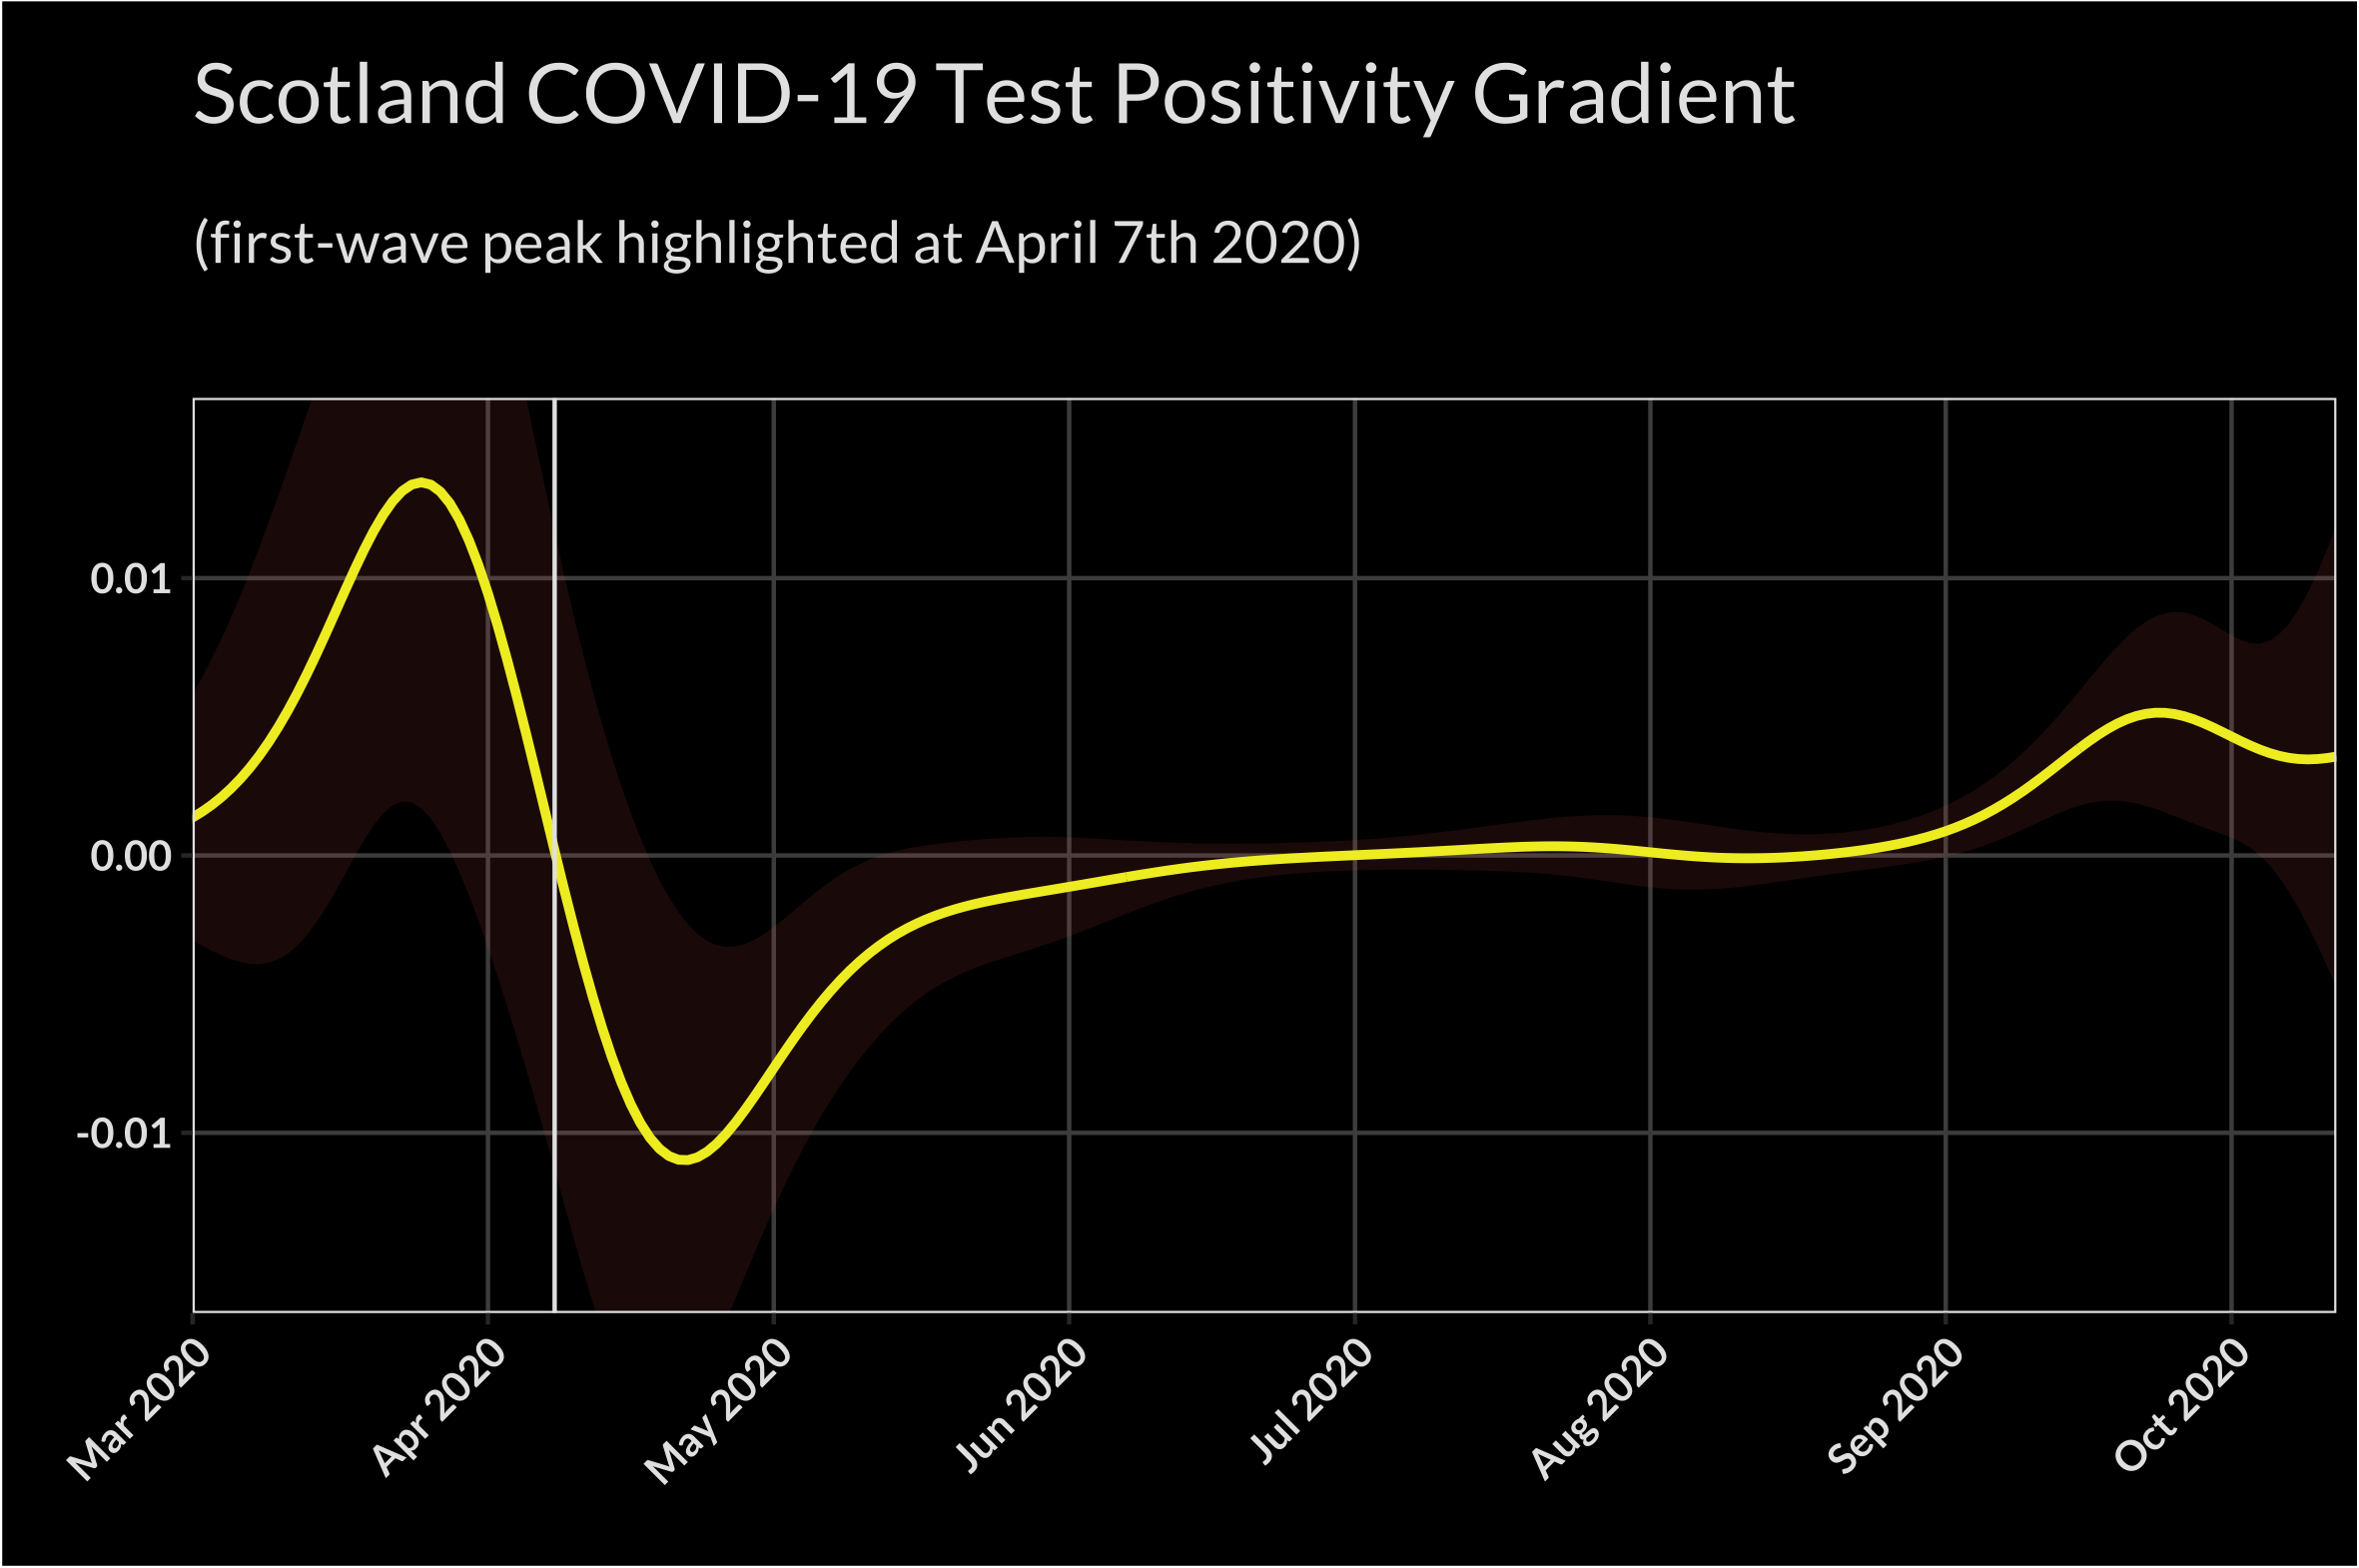 Scotland COVID-19 Test Positivity Gradient
(first-wave peak highlighted at April 7th 2020)
0.01
0.00
-0.01
Mar 2020
Apr 2020
May 2020
Jun 2020
Jul 2020
Aug 2020
Sep 2020
Oct 2020